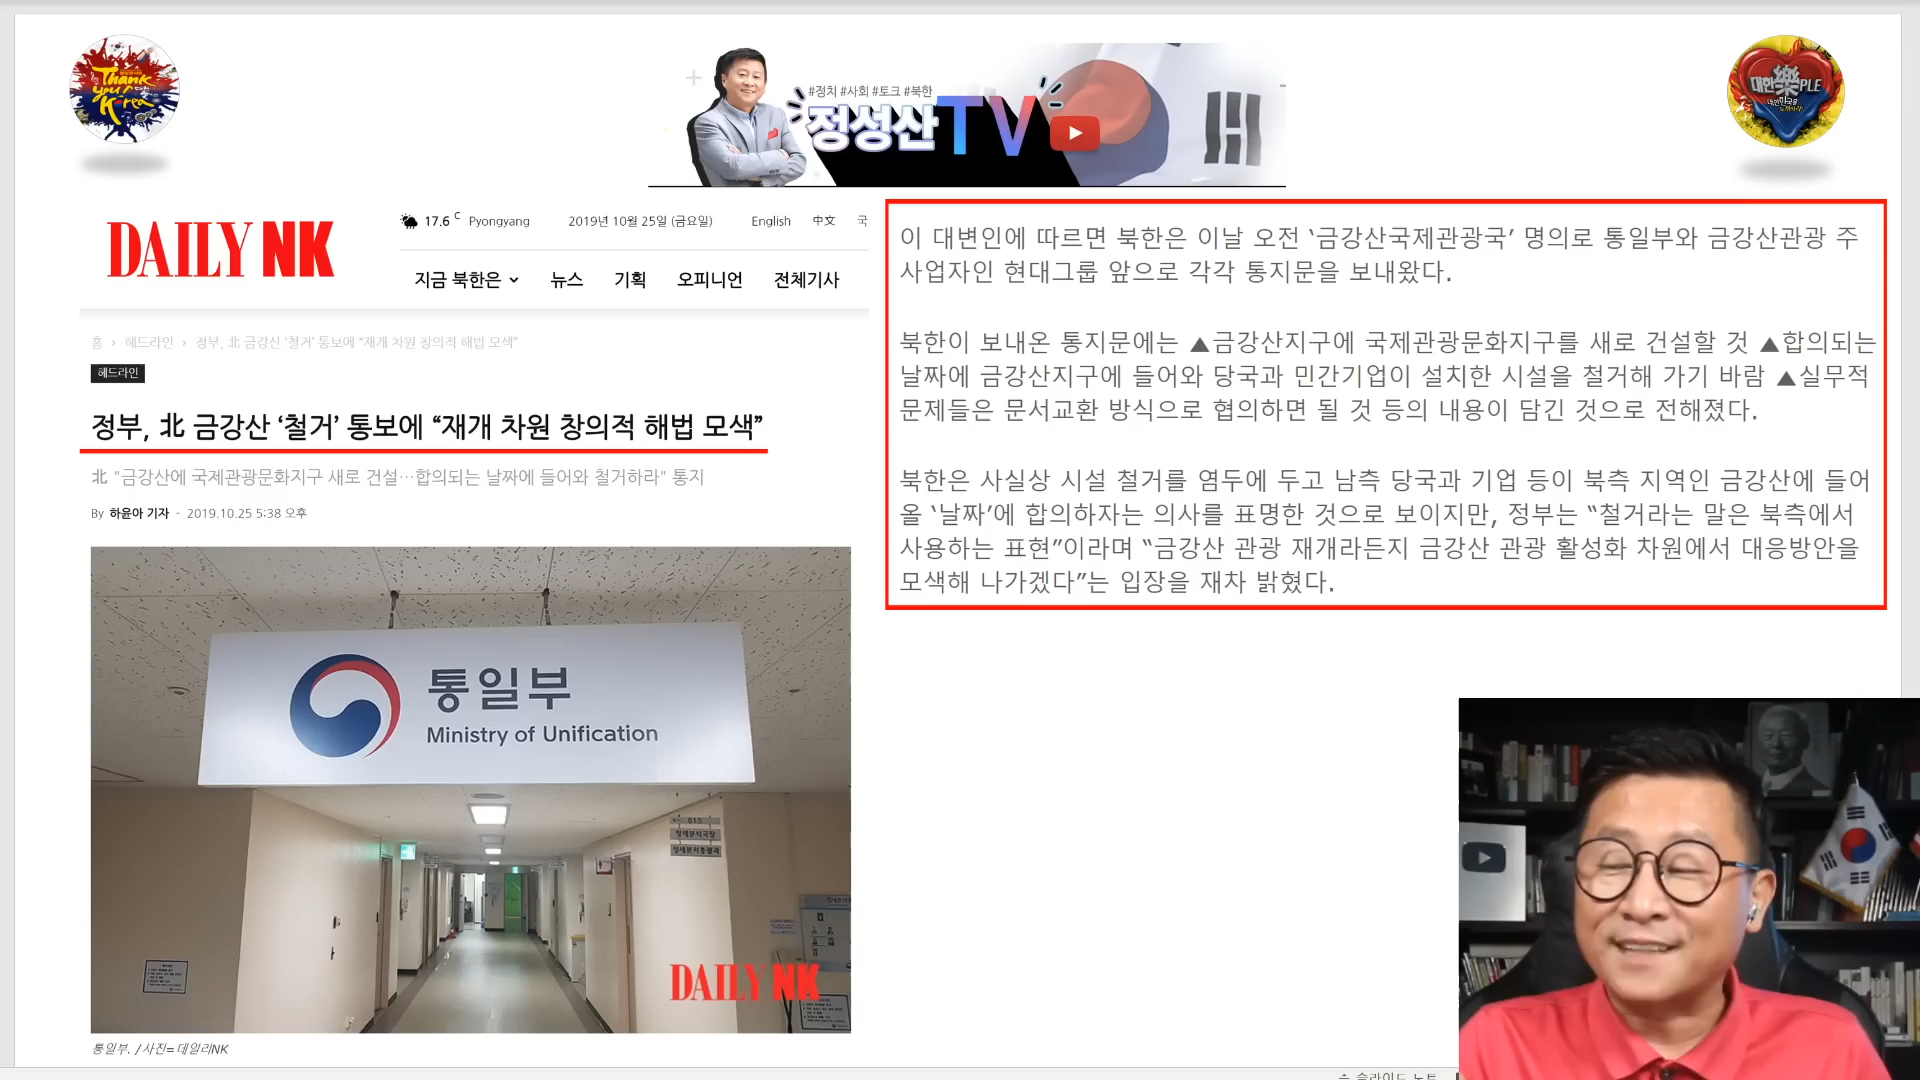 Thank
you
K-rea
#정치 #사회 #토크 #북한
정성산TV
대한樂PLE
DAILY NK
17.6 C Pyongyang
2019년 10월 25일 (금요일)
English
中文
국
지금 북한은
뉴스
기획
오피니언
전체기사
홈 › 헤드라인 › 정부, 北 금강산 ‘철거’ 통보에 “재개 차원 창의적 해법 모색”
헤드라인
정부, 北 금강산 ‘철거’ 통보에 “재개 차원 창의적 해법 모색”
北 "금강산에 국제관광문화지구 새로 건설…합의되는 날짜에 들어와 철거하라" 통지
By 하윤아 기자 - 2019.10.25 5:38 오후
통일부
Ministry of Unification
DAILY NK
통일부. /사진=데일리NK
이 대변인에 따르면 북한은 이날 오전 ‘금강산국제관광국’ 명의로 통일부와 금강산관광 주
사업자인 현대그룹 앞으로 각각 통지문을 보내왔다.
북한이 보내온 통지문에는 ▲금강산지구에 국제관광문화지구를 새로 건설할 것 ▲합의되는
날짜에 금강산지구에 들어와 당국과 민간기업이 설치한 시설을 철거해 가기 바람 ▲실무적
문제들은 문서교환 방식으로 협의하면 될 것 등의 내용이 담긴 것으로 전해졌다.
북한은 사실상 시설 철거를 염두에 두고 남측 당국과 기업 등이 북측 지역인 금강산에 들어
올 ‘날짜’에 합의하자는 의사를 표명한 것으로 보이지만, 정부는 “철거라는 말은 북측에서
사용하는 표현”이라며 “금강산 관광 재개라든지 금강산 관광 활성화 차원에서 대응방안을
모색해 나가겠다”는 입장을 재차 밝혔다.
슬라이드 노트